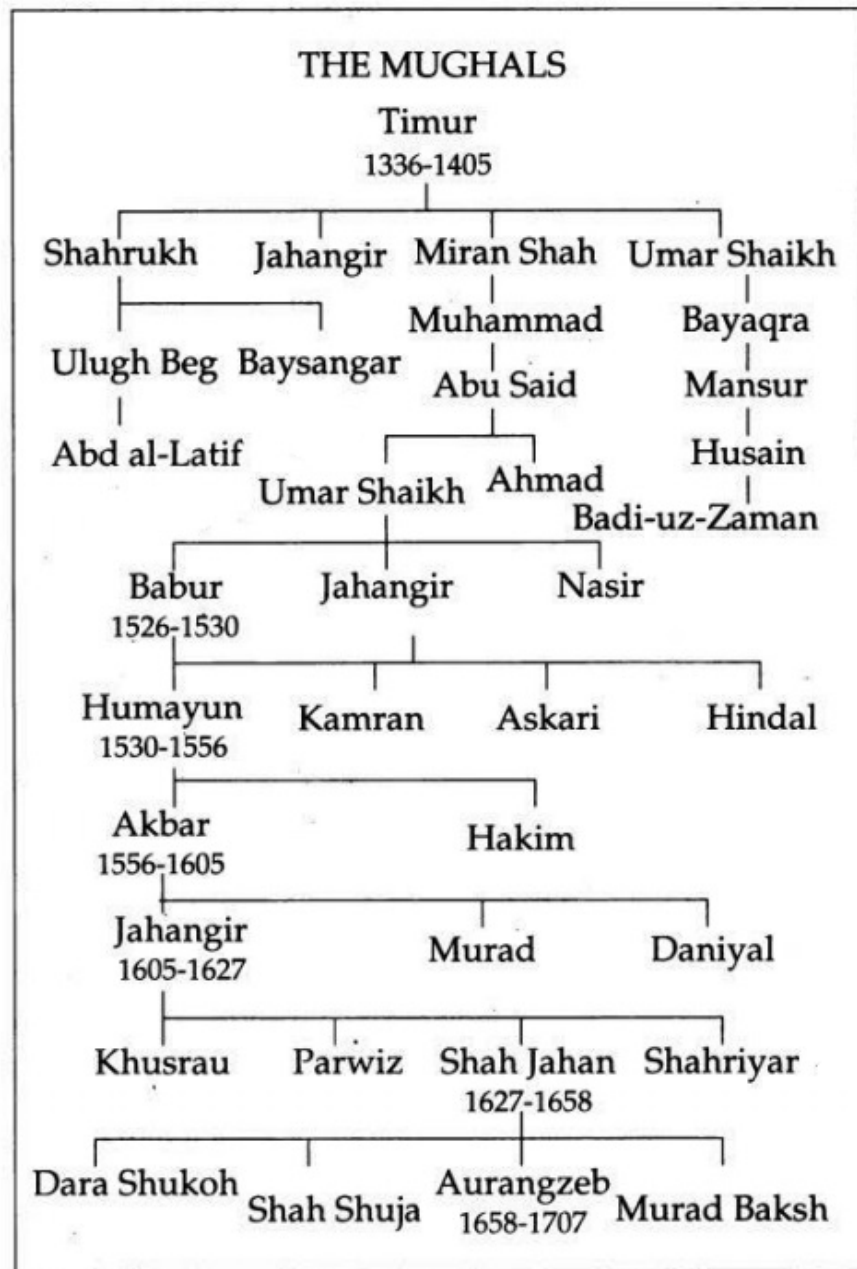 THE MUGHALS
Timur
1336-1405
Shahrukh Jahangir Miran Shah Umar Shaikh
Muhammad Bayaqra
Ulugh Beg Baysangar
Abu Said Mansur
Abd al-Latif Husain
Umar Shaikh Ahmad
Badi-uz-Zaman
Babur Jahangir Nasir
1526-1530
Humayun Kamran Askari Hindal
1530-1556
Akbar Hakim
1556-1605
Jahangir Murad Daniyal
1605-1627
Khusrau Parwiz Shah Jahan Shahriyar
1627-1658
Dara Shukoh Shah Shuja Aurangzeb Murad Baksh
1658-1707